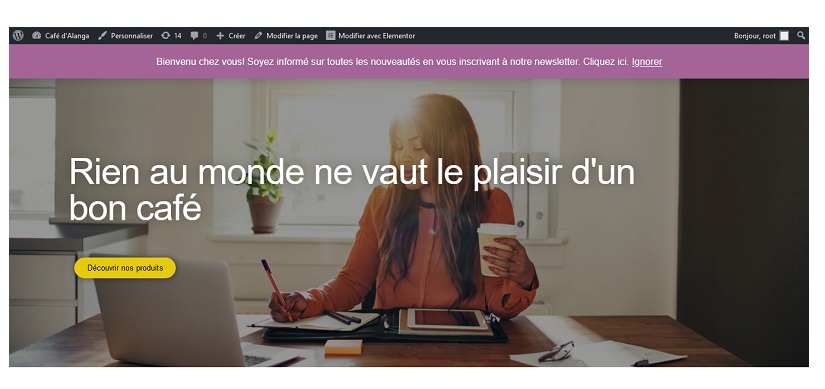 Café d'Alanga Personnaliser 14 0 Créer Modifier la page Modifier avec Elementor Bonjour, root
Bienvenu chez vous! Soyez informé sur toutes les nouveautés en vous inscrivant à notre newsletter. Cliquez ici. Ignorer
Rien au monde ne vaut le plaisir d'un
bon café
Découvrir nos produits